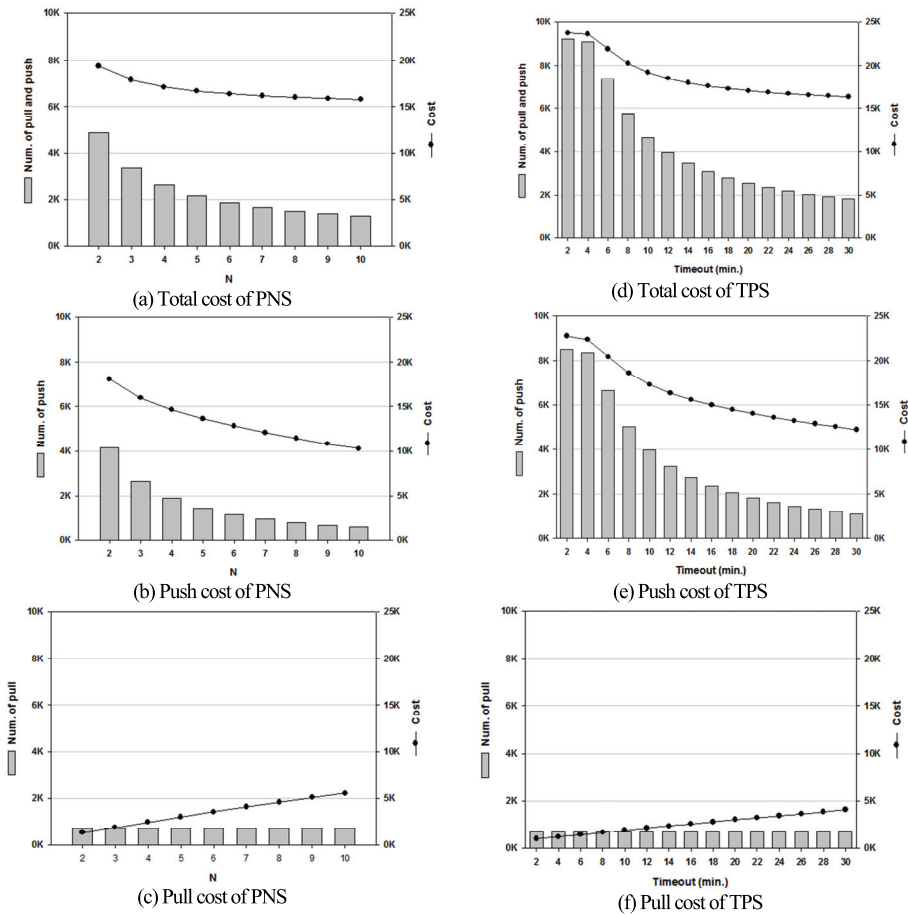 10K
8K
6K
4K
2K
0K
Num. of pull and push
25K
20K
15K
10K
5K
0K
Cost
2 3 4 5 6 7 8 9 10
N
(a) Total cost of PNS
10K
8K
6K
4K
2K
0K
Num. of pull and push
25K
20K
15K
10K
5K
0K
Cost
2 4 6 8 10 12 14 16 18 20 22 24 26 28 30
Timeout (min.)
(d) Total cost of TPS
10K
8K
6K
4K
2K
0K
Num. of push
25K
20K
15K
10K
5K
0K
Cost
2 3 4 5 6 7 8 9 10
N
(b) Push cost of PNS
10K
8K
6K
4K
2K
0K
Num. of push
25K
20K
15K
10K
5K
0K
Cost
2 4 6 8 10 12 14 16 18 20 22 24 26 28 30
Timeout (min.)
(e) Push cost of TPS
10K
8K
6K
4K
2K
0K
Num. of pull
25K
20K
15K
10K
5K
0K
Cost
2 3 4 5 6 7 8 9 10
N
(c) Pull cost of PNS
10K
8K
6K
4K
2K
0K
Num. of pull
25K
20K
15K
10K
5K
0K
Cost
2 4 6 8 10 12 14 16 18 20 22 24 26 28 30
Timeout (min.)
(f) Pull cost of TPS